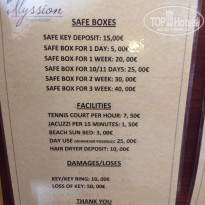 lyssion
SAFE BOXES
SAFE KEY DEPOSIT: 15,00€
SAFE BOX FOR 1 DAY: 5, 00€
SAFE BOX FOR 1 WEEK: 20, 00€
SAFE BOX FOR 10/11 DAYS: 25, 00€
SAFE BOX FOR 2 WEEK: 30, 00€
SAFE BOX FOR 3 WEEK: 40, 00€
FACILITIES
TENNIS COURT PER HOUR: 7, 50€
JACUZZI PER 15 MINUTES: 1, 50€
BEACH SUN BED: 3, 00€
DAY USE : 25, 00€
HAIR DRYER DEPOSIT: 10, 00€
DAMAGES/LOSES
KEY/KEY RING: 10, 00€
LOSS OF KEY: 50, 00€
THANK YOU